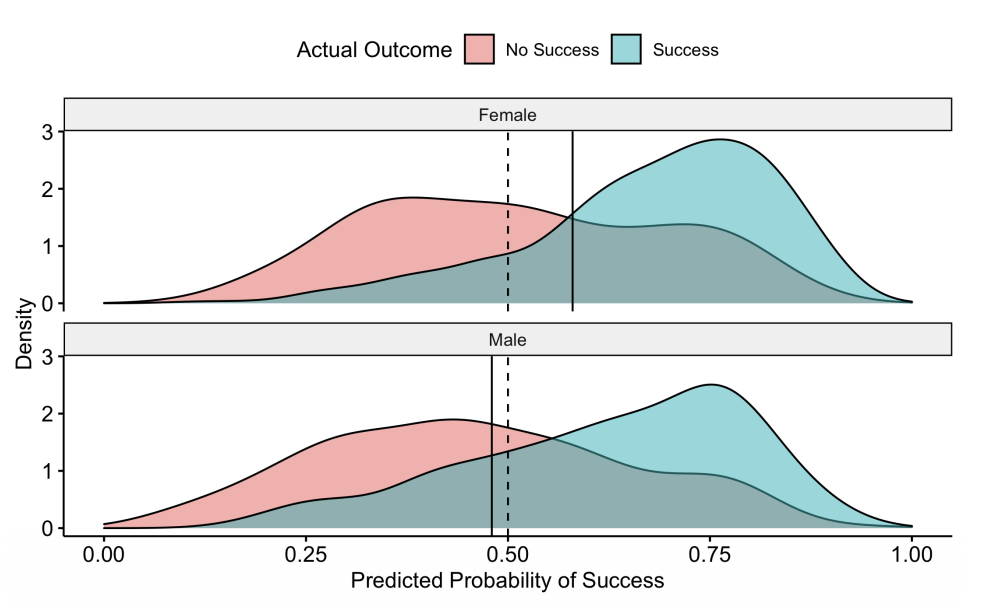 Actual Outcome No Success Success
Female
3
2
1
0
Male
3
2
1
0
Density
0.00 0.25 0.50 0.75 1.00
Predicted Probability of Success